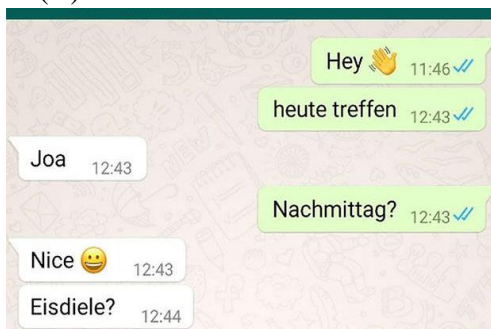 Hey 👋 11:46
heute treffen 12:43
Joa 12:43
Nachmittag? 12:43
Nice 😀 12:43
Eisdiele? 12:44